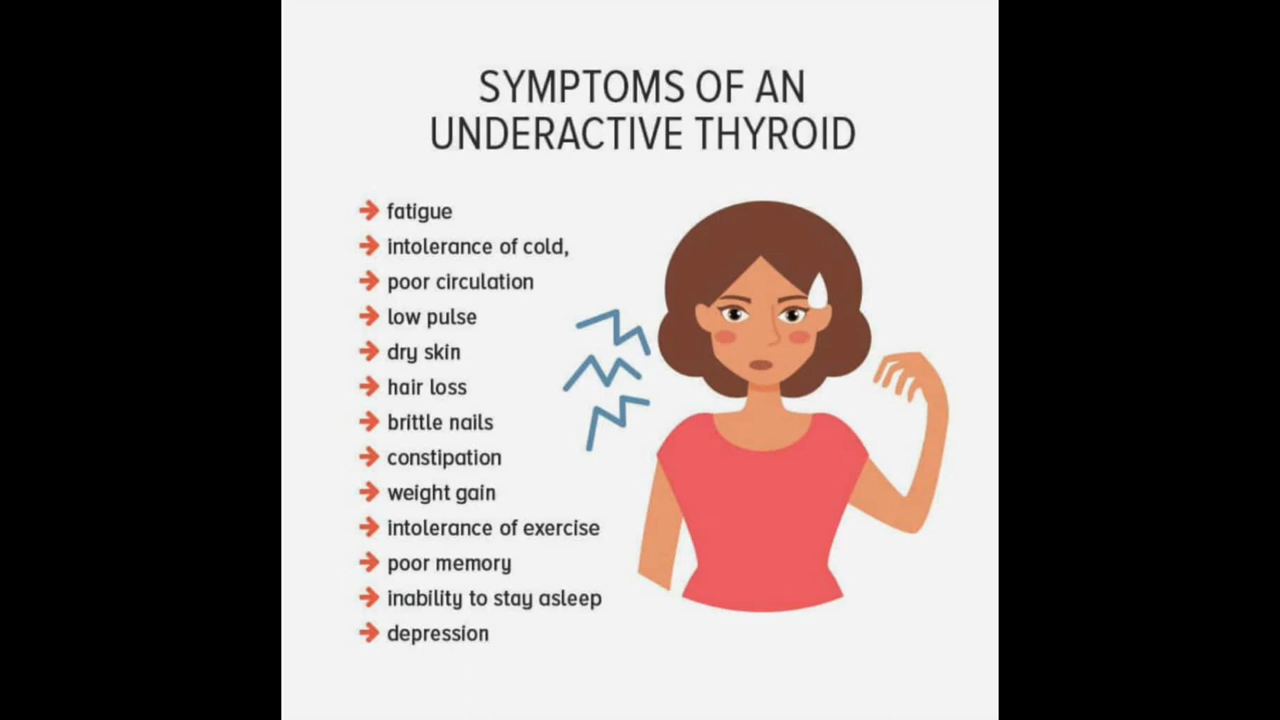 SYMPTOMS OF AN
UNDERACTIVE THYROID
fatigue
intolerance of cold,
poor circulation
low pulse
dry skin
hair loss
brittle nails
constipation
weight gain
intolerance of exercise
poor memory
inability to stay asleep
depression